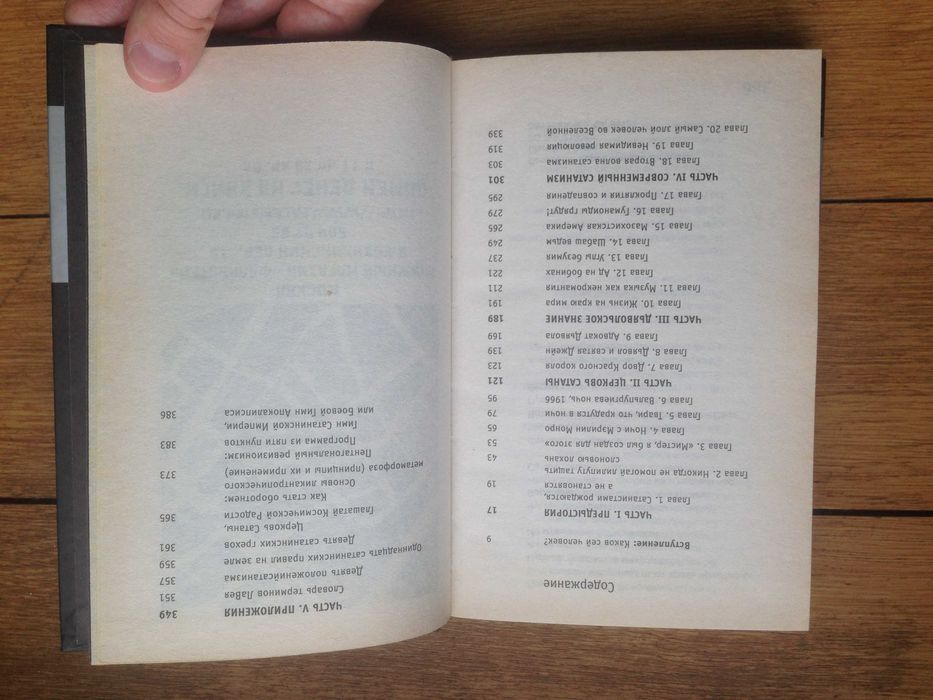 Содержание
Вступление: Каков сей человек? 9
ЧАСТЬ I. ПРЕДЫСТОРИЯ 17
Глава 1. Сатанистами рождаются,
а не становятся 19
Глава 2. Никогда не помогай лилипуту тащить
слоновью лохань 43
Глава 3. «Мистер, я был создан для этого» 53
Глава 4. Ночи с Мэрилин Монро 65
Глава 5. Твари, что крадутся в ночи 79
Глава 6. Вальпургиева ночь, 1966 95
ЧАСТЬ II. ЦЕРКОВЬ САТАНЫ 121
Глава 7. Двор Красного короля 123
Глава 8. Дьявол и святая Джейн 139
Глава 9. Адвокат Дьявола 169
ЧАСТЬ III. ДЬЯВОЛЬСКОЕ ЗНАНИЕ 189
Глава 10. Жизнь на краю мира 191
Глава 11. Музыка как некромантия 211
Глава 12. Ад на бобинах 221
Глава 13. Углы безумия 237
Глава 14. Шабаш ведьм 249
Глава 15. Мазохистская Америка 265
Глава 16. Гуманоиды грядут! 279
Глава 17. Проклятия и совпадения 295
ЧАСТЬ IV. СОВРЕМЕННЫЙ САТАНИЗМ 301
Глава 18. Вторая волна сатанизма 303
Глава 19. Невидимая революция 319
Глава 20. Самый злой человек во Вселенной 339
ЧАСТЬ V. ПРИЛОЖЕНИЯ 349
Словарь терминов ЛаВея 351
Девять положенийсатанизма 357
Одиннадцать сатанинских правил на земле 359
Девять сатанинских грехов 361
Церковь Сатаны,
Глашатай Космической Радости 365
Как стать оборотнем:
Основы ликантропического
метаморфоза (принципы и их применение) 373
Пентагональный ревизионизм:
Программа из пяти пунктов 383
Гимн Сатанинской Империи,
или Боевой Гимн Апокалипсиса 386